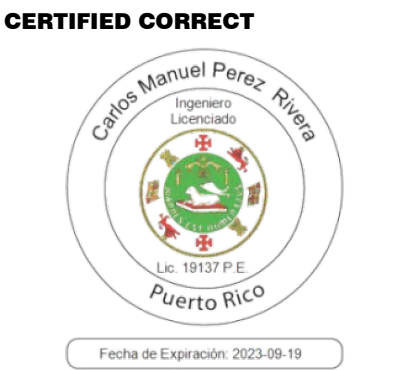 CERTIFIED CORRECT
Carlos Manuel Perez Rivera
Ingeniero
Licenciado
Lic. 19137 P.E.
Puerto Rico
Fecha de Expiración: 2023-09-19